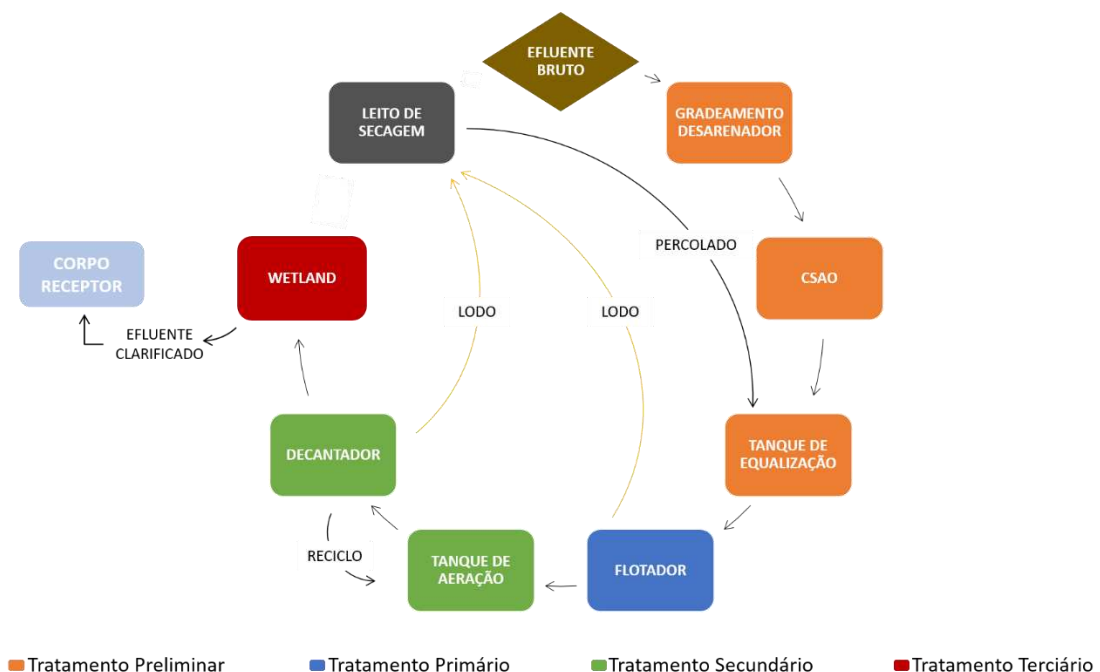 EFLUENTE
BRUTO
LEITO DE
SECAGEM
GRADEAMENTO
DESARENADOR
PERCOLADO
CORPO
RECEPTOR
WETLAND
CSAO
LODO
LODO
EFLUENTE
CLARIFICADO
DECANTADOR
TANQUE DE
EQUALIZAÇÃO
RECICLO
TANQUE DE
AERAÇÃO
FLOTADOR
Tratamento Preliminar
Tratamento Primário
Tratamento Secundário
Tratamento Terciário